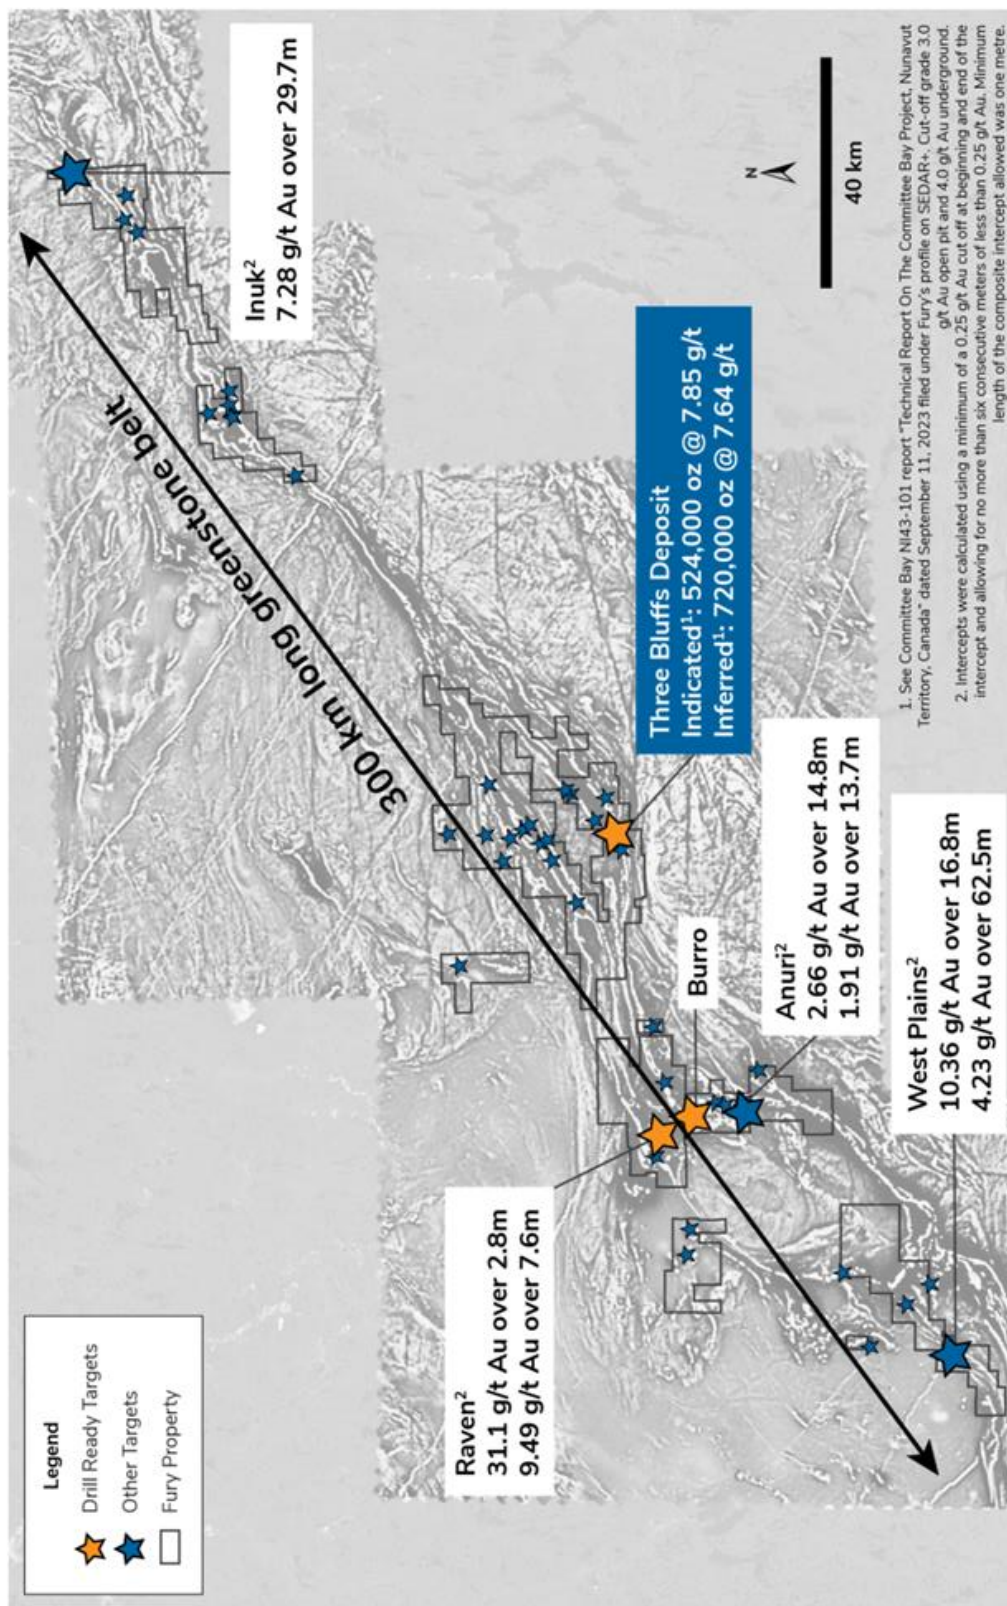 Legend
Drill Ready Targets
Other Targets
Fury Property
300 km long greenstone belt
Inuk²
7.28 g/t Au over 29.7m
Raven²
31.1 g/t Au over 2.8m
9.49 g/t Au over 7.6m
Three Bluffs Deposit
Indicated¹: 524,000 oz @ 7.85 g/t
Inferred¹: 720,000 oz @ 7.64 g/t
Burro
Anuri²
2.66 g/t Au over 14.8m
1.91 g/t Au over 13.7m
West Plains²
10.36 g/t Au over 16.8m
4.23 g/t Au over 62.5m
N
40 km
1. See Committee Bay NI43-101 report "Technical Report On The Committee Bay Project, Nunavut
Territory, Canada" dated September 11, 2023 filed under Fury's profile on SEDAR+. Cut-off grade 3.0
g/t Au open pit and 4.0 g/t Au underground.
2. Intercepts were calculated using a minimum of a 0.25 g/t Au cut off at beginning and end of the
intercept and allowing for no more than six consecutive meters of less than 0.25 g/t Au. Minimum
length of the composite intercept allowed was one metre.